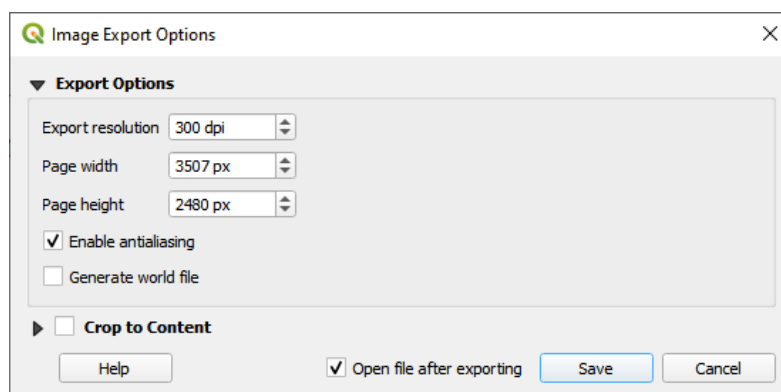 Image Export Options
Export Options
Export resolution 300 dpi
Page width 3507 px
Page height 2480 px
Enable antialiasing
Generate world file
Crop to Content
Help Open file after exporting Save Cancel